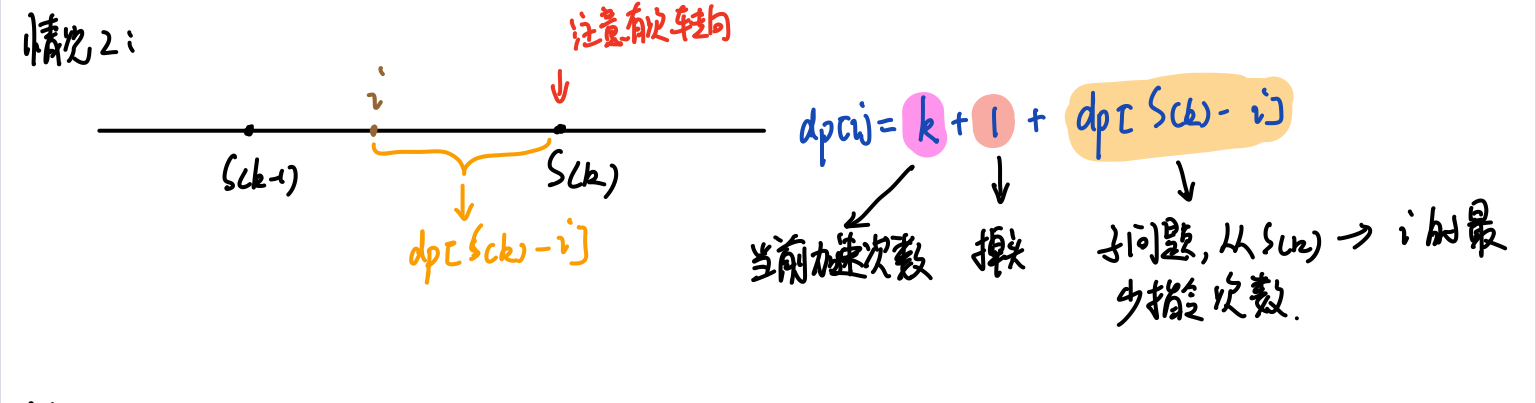 情况2:
注意有次转向
i
S(k-1)
S(k)
dp[S(k)-i]
dp[i]= k + 1 + dp[S(k)-i]
当前加速次数
掉头
子问题,从S(k) → i的最
少指令次数.